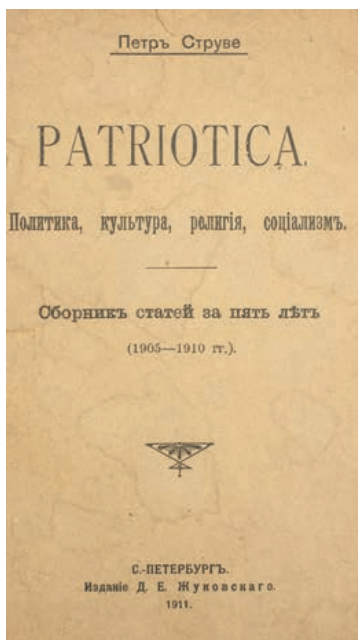 Петръ Струве
PATRIOTICA.
Политика, культура, религія, соціализмъ.
Сборникъ статей за пять лѣтъ
(1905—1910 гг.).
С.-ПЕТЕРБУРГЪ.
Изданіе Д. Е. Жуковскаго.
1911.